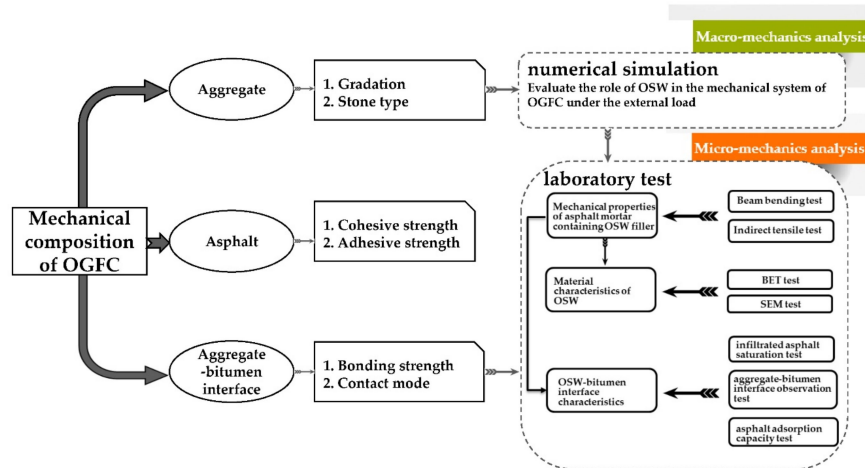 Macro-mechanics analysis
numerical simulation
Evaluate the role of OSW in the mechanical system of
OGFC under the external load
Aggregate
1. Gradation
2. Stone type
Micro-mechanics analysis
laboratory test
Mechanical
composition
of OGFC
Asphalt
1. Cohesive strength
2. Adhesive strength
Aggregate
-bitumen
interface
1. Bonding strength
2. Contact mode
Mechanical properties
of asphalt mortar
containing OSW filler
Beam bending test
Indirect tensile test
Material
characteristics of
OSW
BET test
SEM test
OSW-bitumen
interface
characteristics
infiltrated asphalt
saturation test
aggregate-bitumen
interface observation
test
asphalt adsorption
capacity test